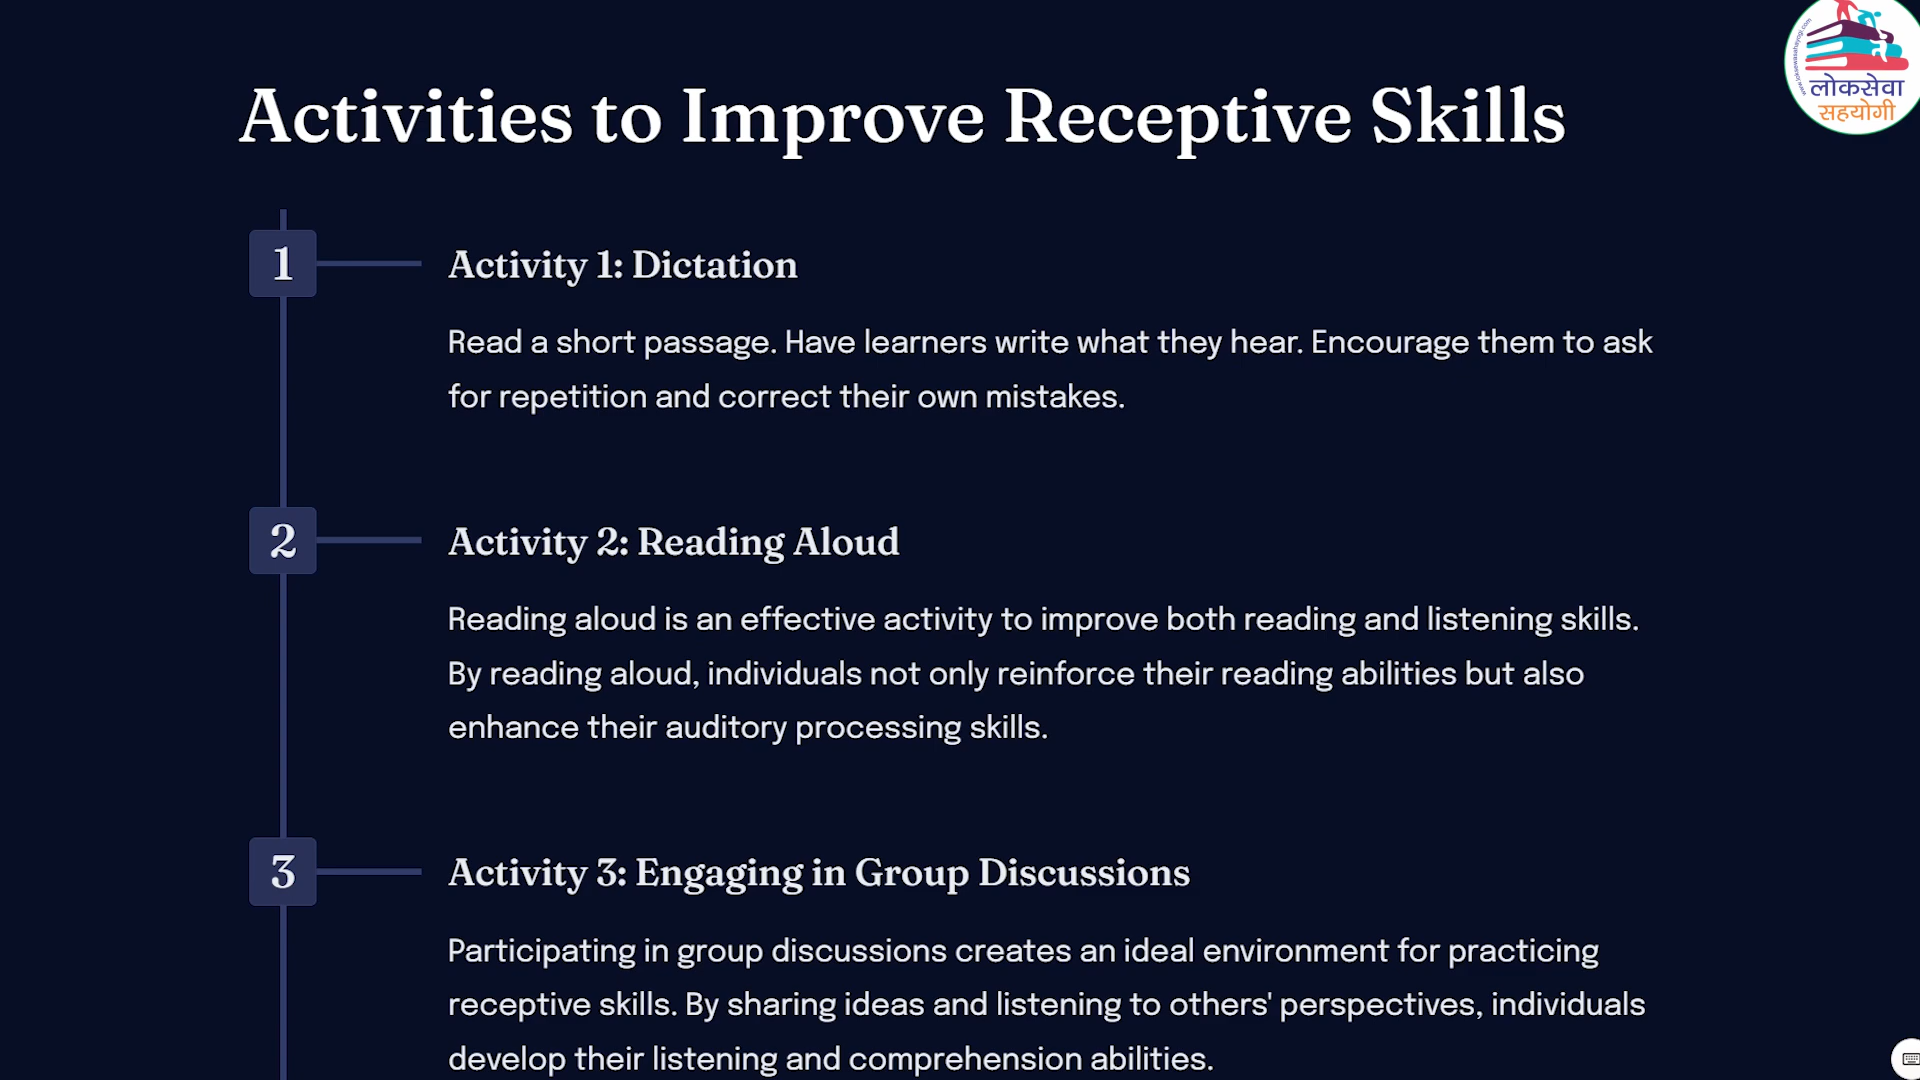 www.loksewasahayogi.com
लोकसेवा
सहयोगी
Activities to Improve Receptive Skills
1
Activity 1: Dictation
Read a short passage. Have learners write what they hear. Encourage them to ask
for repetition and correct their own mistakes.
2
Activity 2: Reading Aloud
Reading aloud is an effective activity to improve both reading and listening skills.
By reading aloud, individuals not only reinforce their reading abilities but also
enhance their auditory processing skills.
3
Activity 3: Engaging in Group Discussions
Participating in group discussions creates an ideal environment for practicing
receptive skills. By sharing ideas and listening to others' perspectives, individuals
develop their listening and comprehension abilities.